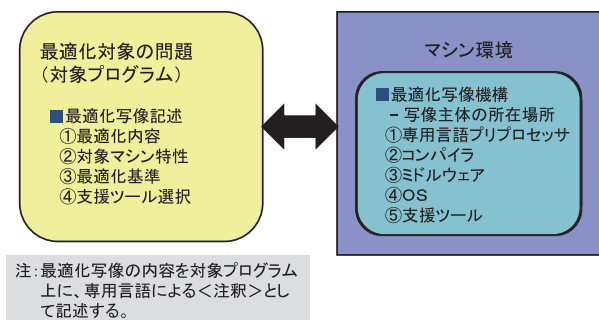 最適化対象の問題
（対象プログラム）
■最適化写像記述
①最適化内容
②対象マシン特性
③最適化基準
④支援ツール選択
マシン環境
■最適化写像機構
－写像主体の所在場所
①専用言語プリプロセッサ
②コンパイラ
③ミドルウェア
④OS
⑤支援ツール
注：最適化写像の内容を対象プログラム
上に、専用言語による＜注釈＞とし
て記述する。